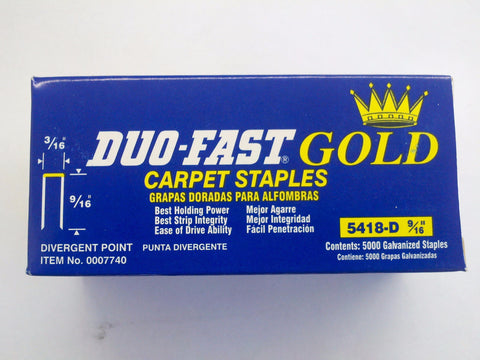 DUO-FAST® GOLD
CARPET STAPLES
GRAPAS DORADAS PARA ALFOMBRAS
3/16"
9/16"
Best Holding Power
Best Strip Integrity
Ease of Drive Ability
Mejor Agarre
Mejor Integridad
Fácil Penetración
5418-D 9/16"
Contents: 5000 Galvanized Staples
Contiene: 5000 Grapas Galvanizadas
DIVERGENT POINT PUNTA DIVERGENTE
ITEM No. 0007740